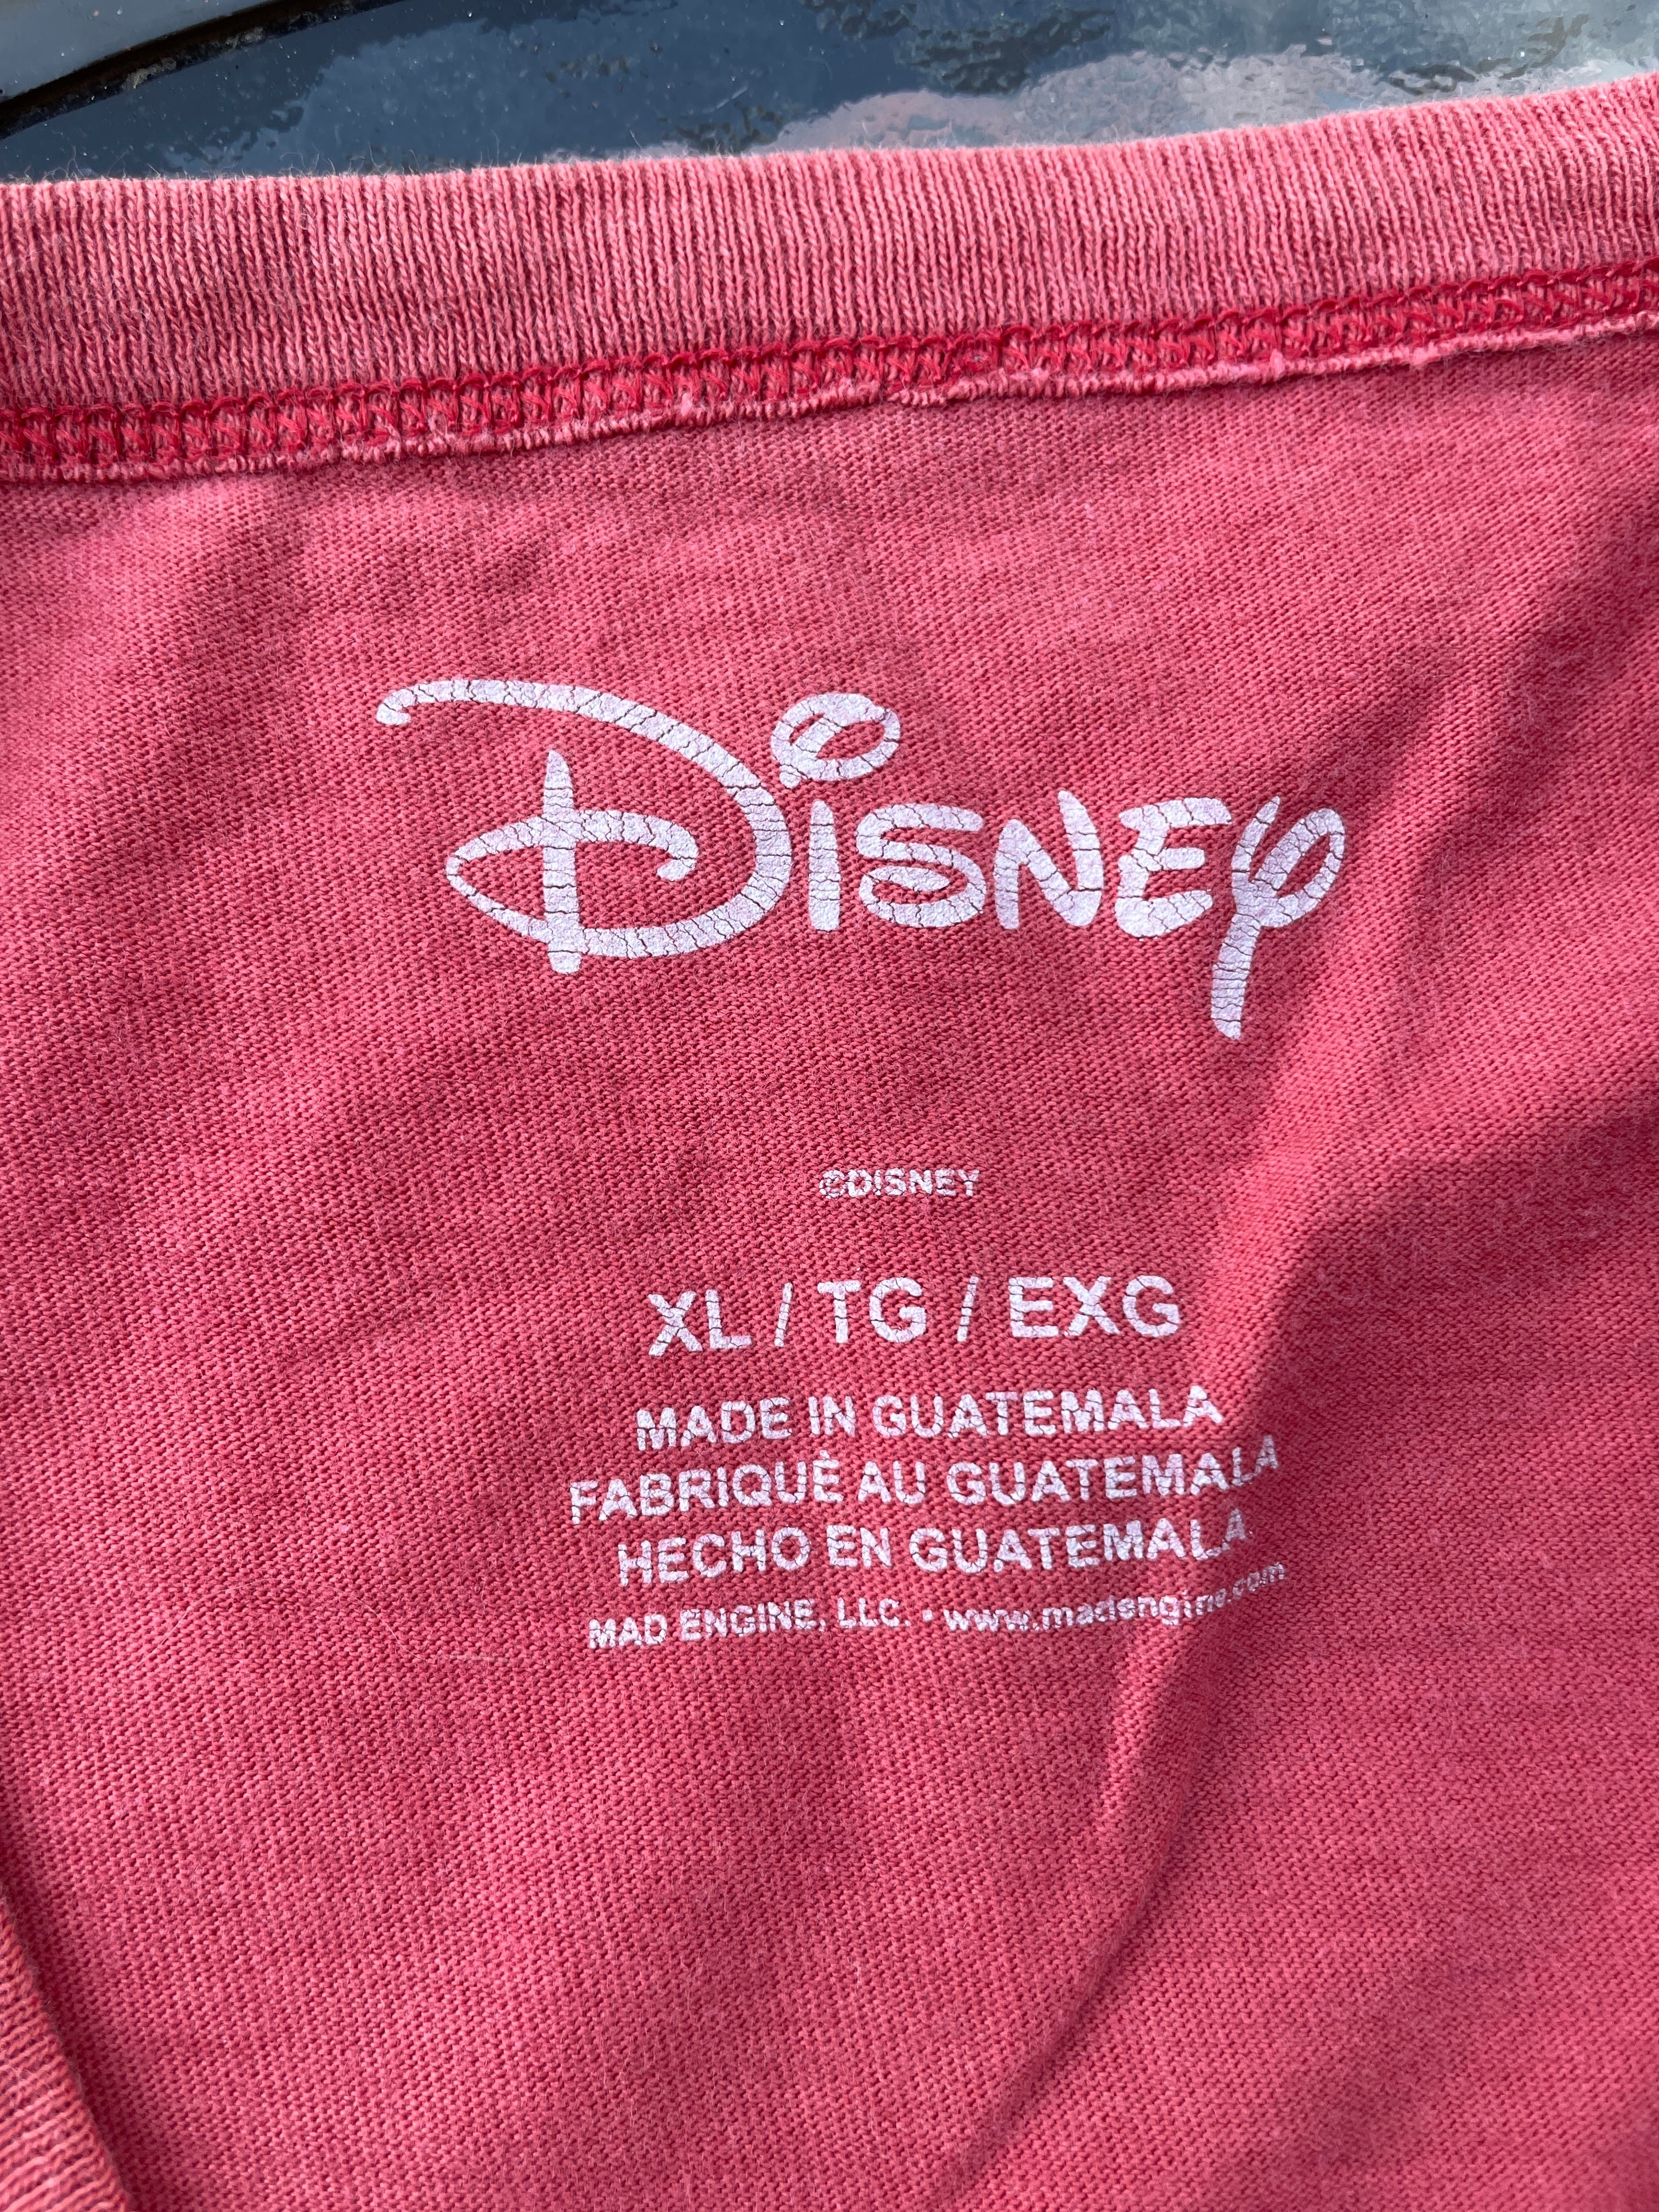 Disney
©DISNEY
XL / TG / EXG
MADE IN GUATEMALA
FABRIQUÉ AU GUATEMALA
HECHO EN GUATEMALA
MAD ENGINE, LLC. • www.madengine.com